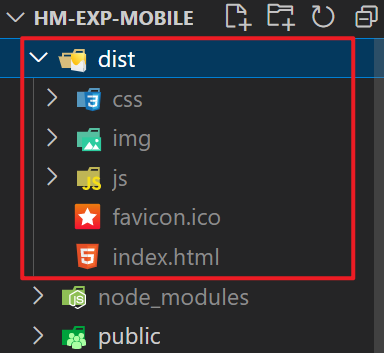 HM-EXP-MOBILE
dist
css
img
js
favicon.ico
index.html
node_modules
public